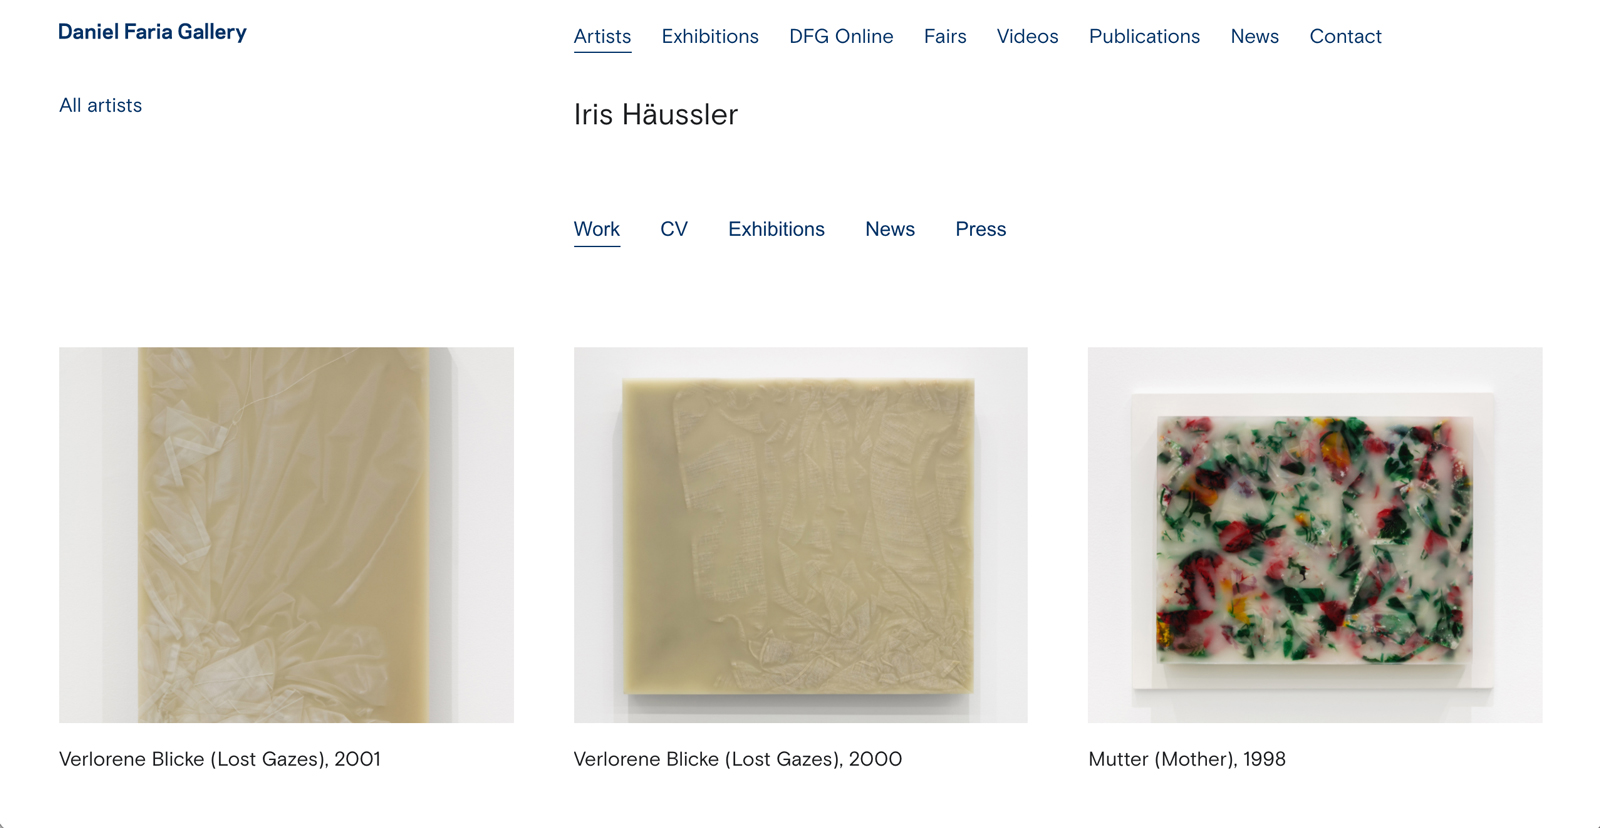 Daniel Faria Gallery
Artists Exhibitions DFG Online Fairs Videos Publications News Contact
All artists
Iris Häussler
Work CV Exhibitions News Press
Verlorene Blicke (Lost Gazes), 2001
Verlorene Blicke (Lost Gazes), 2000
Mutter (Mother), 1998